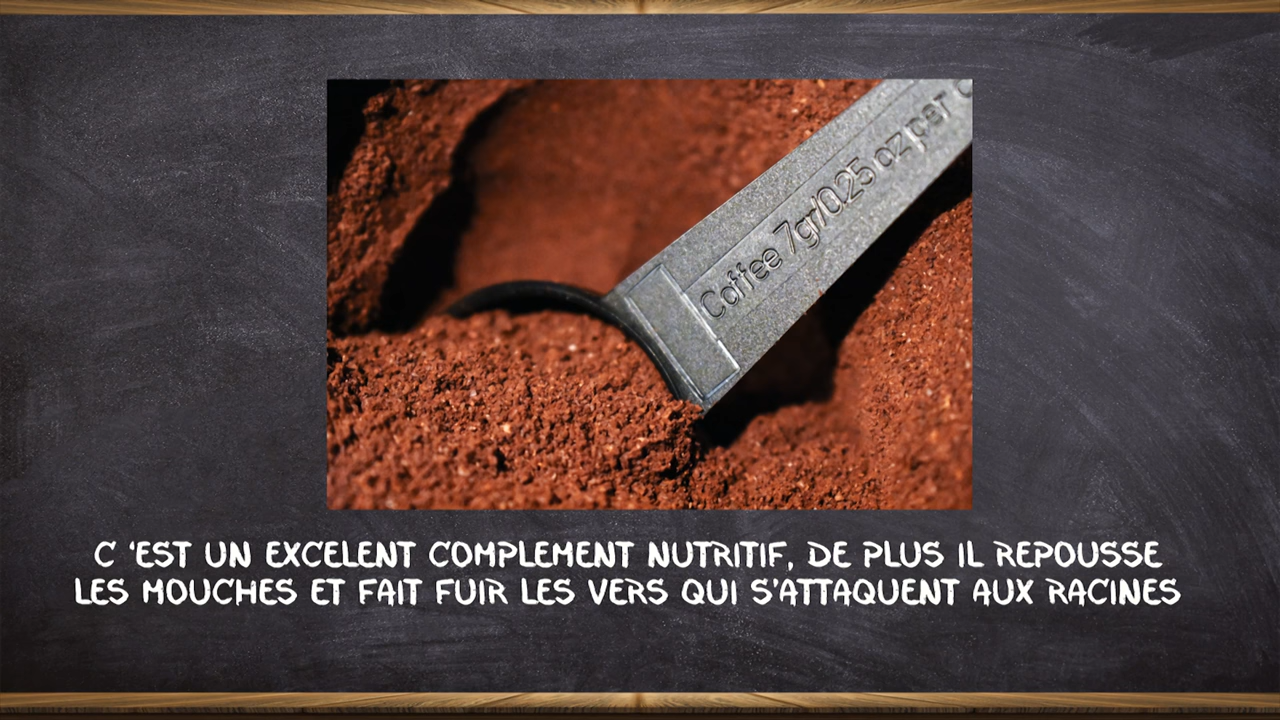 Coffee 7gr/0.25 oz per c
C 'EST UN EXCELENT COMPLEMENT NUTRITIF, DE PLUS IL REPOUSSE
LES MOUCHES ET FAIT FUIR LES VERS QUI S'ATTAQUENT AUX RACINES